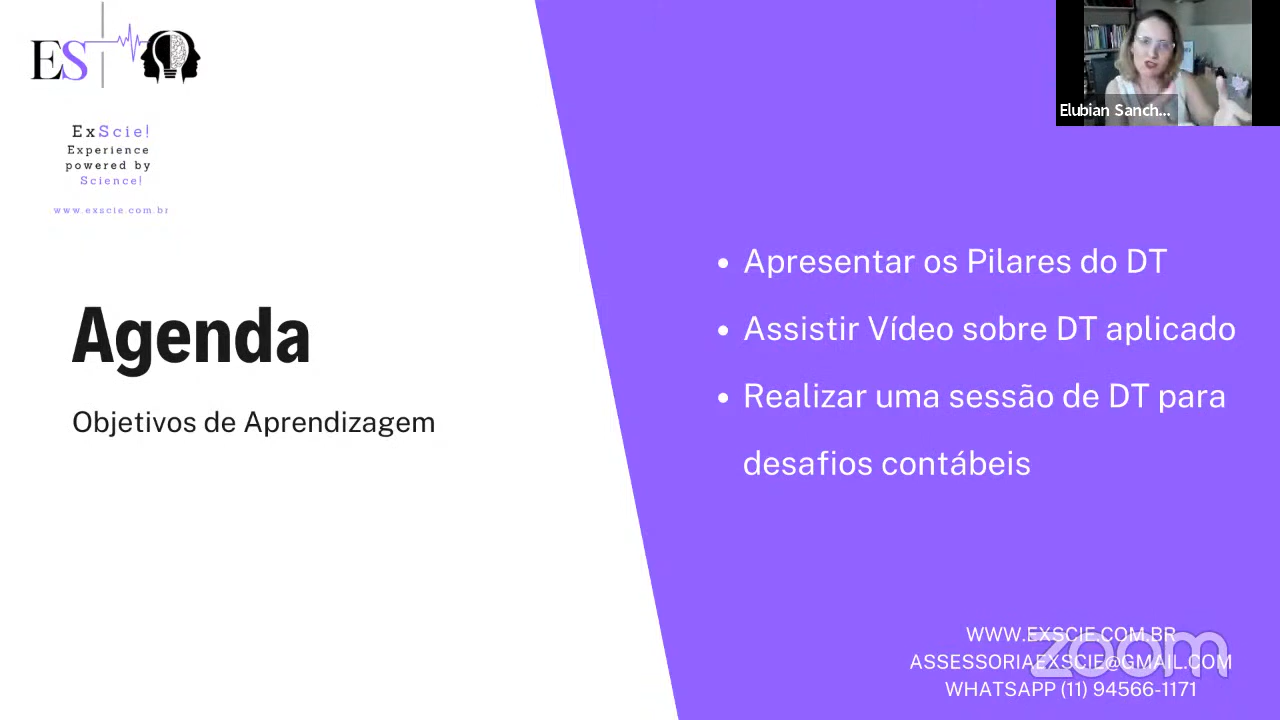 ES
ExScie!
Experience
powered by
Science!
www.exscie.com.br
Agenda
Objetivos de Aprendizagem
Elubian Sanch...
• Apresentar os Pilares do DT
• Assistir Vídeo sobre DT aplicado
• Realizar uma sessão de DT para
desafios contábeis
WWW.EXSCIE.COM.BR
ASSESSORIAEXSCIE@GMAIL.COM
WHATSAPP (11) 94566-1171
zoom